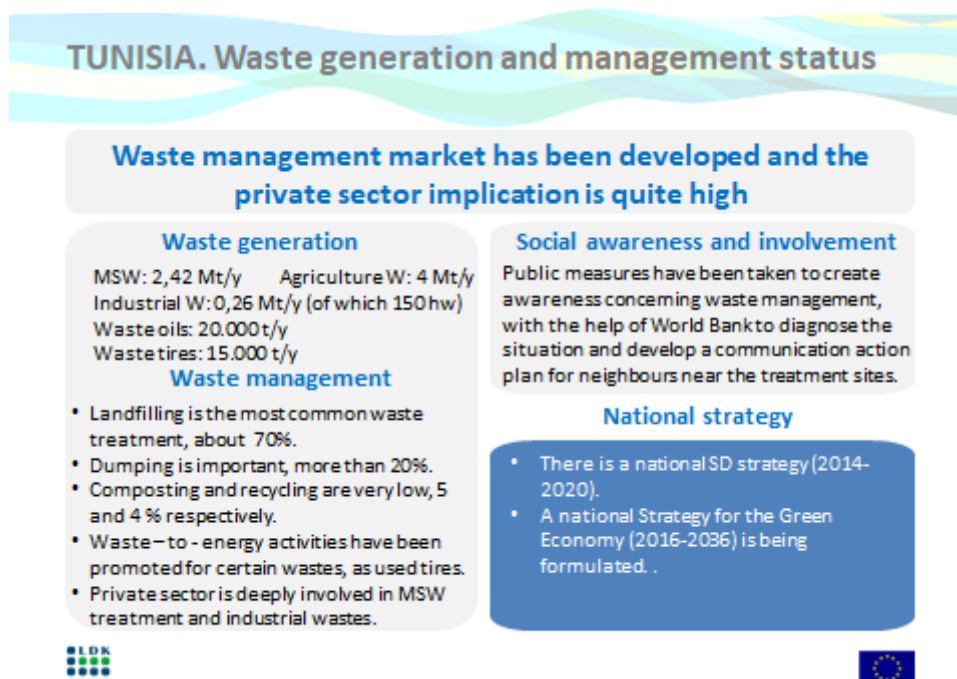 TUNISIA. Waste generation and management status
Waste management market has been developed and the
private sector implication is quite high
Waste generation
MSW: 2,42 Mt/y Agriculture W: 4 Mt/y
Industrial W:0,26 Mt/y (of which 150 hw)
Waste oils: 20.000 t/y
Waste tires: 15.000 t/y
Waste management
• Landfilling is the most common waste
treatment, about 70%.
• Dumping is important, more than 20%.
• Composting and recycling are very low, 5
and 4 % respectively.
• Waste – to - energy activities have been
promoted for certain wastes, as used tires.
• Private sector is deeply involved in MSW
treatment and industrial wastes.
Social awareness and involvement
Public measures have been taken to create
awareness concerning waste management,
with the help of World Bank to diagnose the
situation and develop a communication action
plan for neighbours near the treatment sites.
National strategy
• There is a national SD strategy (2014-
2020).
• A national Strategy for the Green
Economy (2016-2036) is being
formulated. .
LDK